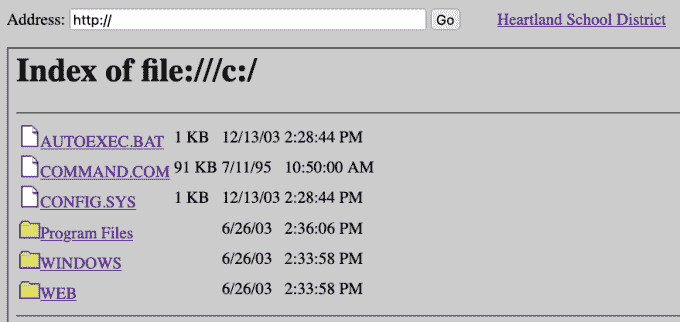 Address: http:// Go Heartland School District
Index of file:///c:/
AUTOEXEC.BAT 1 KB 12/13/03 2:28:44 PM
COMMAND.COM 91 KB 7/11/95 10:50:00 AM
CONFIG.SYS 1 KB 12/13/03 2:28:44 PM
Program Files 6/26/03 2:36:06 PM
WINDOWS 6/26/03 2:33:58 PM
WEB 6/26/03 2:33:58 PM